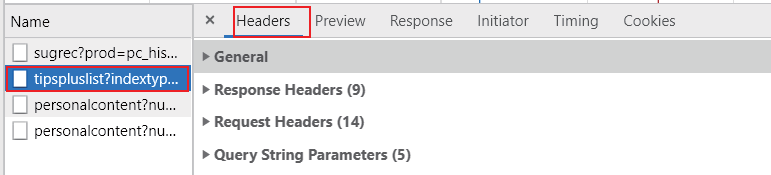 Name
× Headers Preview Response Initiator Timing Cookies
sugrec?prod=pc_his...
General
tipspluslist?indextyp...
Response Headers (9)
personalcontent?nu...
Request Headers (14)
personalcontent?nu...
Query String Parameters (5)